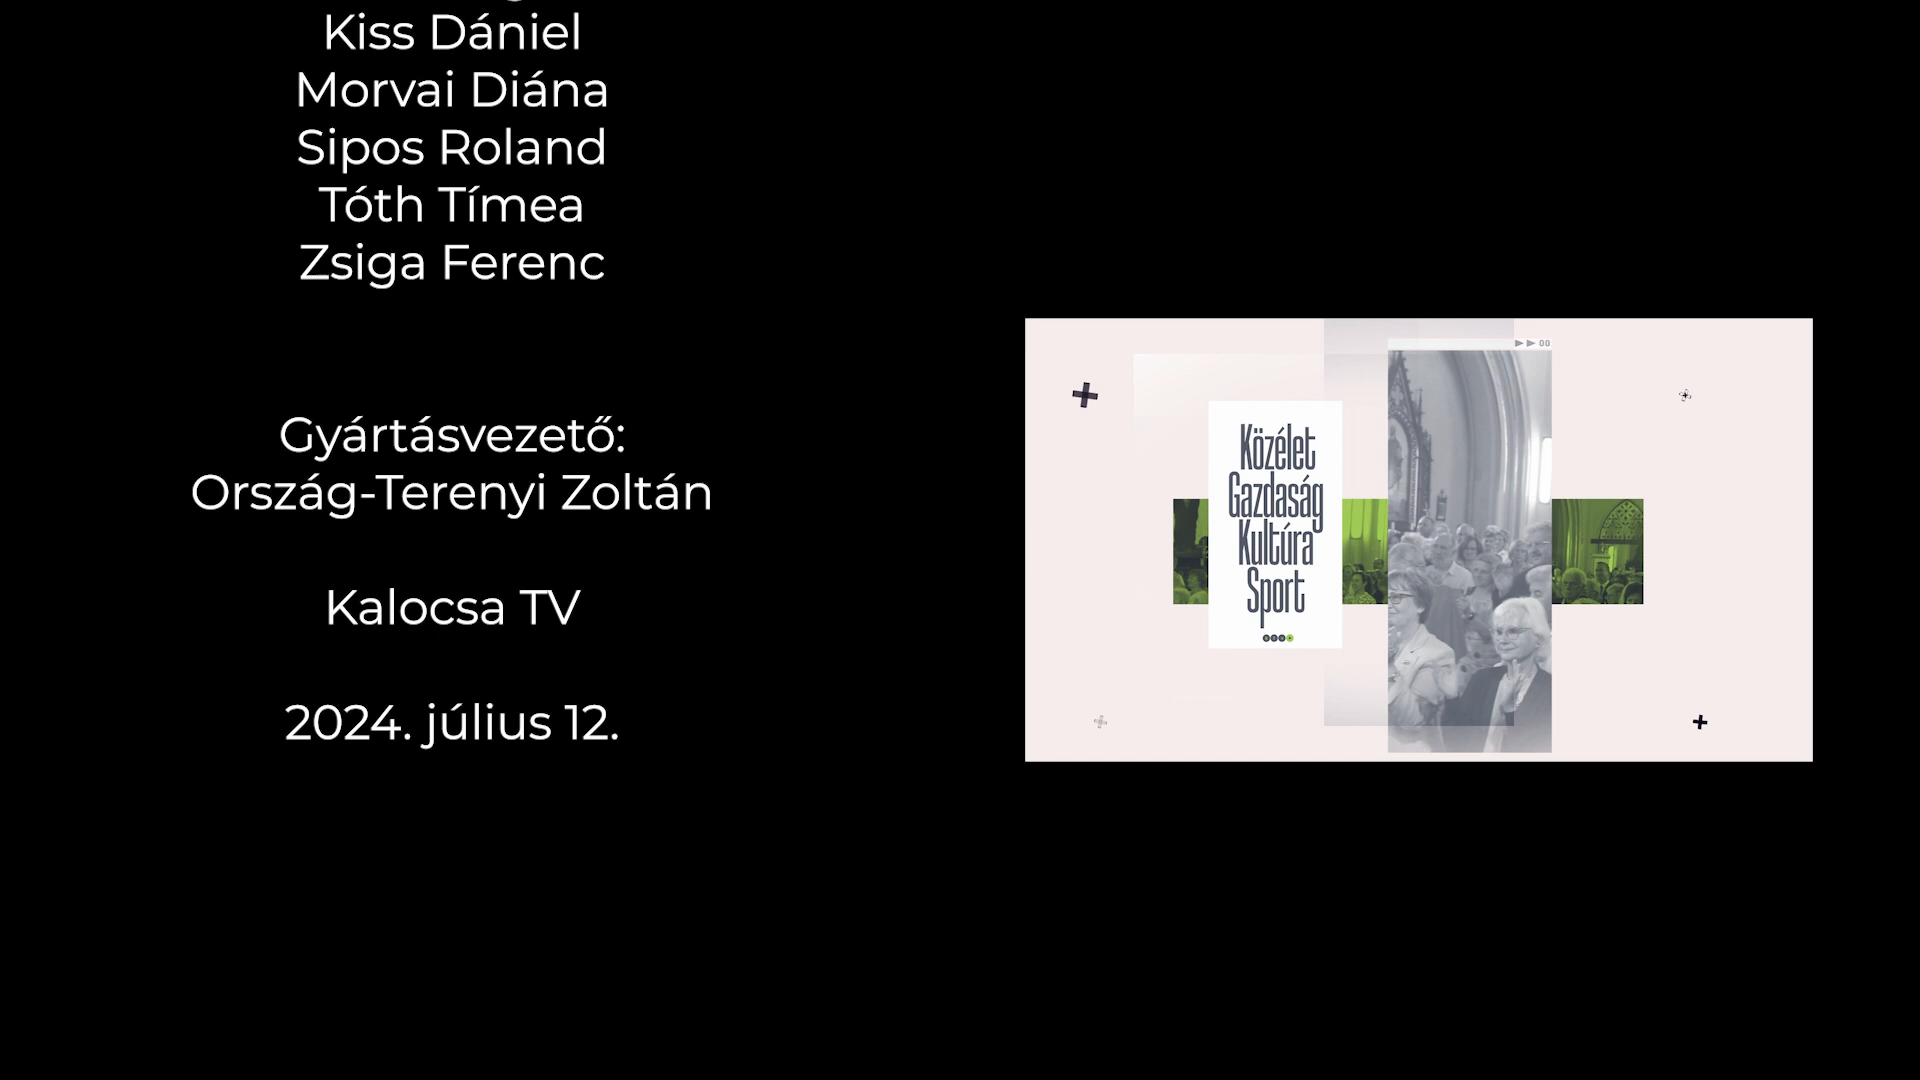 Kiss Dániel
Morvai Diána
Sipos Roland
Tóth Tímea
Zsiga Ferenc
Gyártásvezető:
Ország-Terenyi Zoltán
Kalocsa TV
2024. július 12.
00
Közélet
Gazdaság
Kultúra
Sport